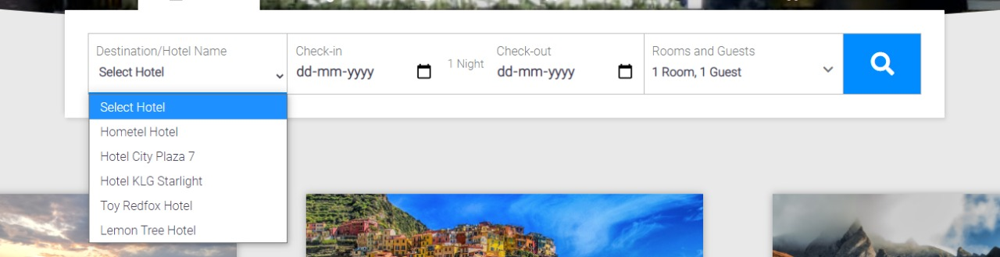 Destination/Hotel Name
Select Hotel
Check-in
dd-mm-yyyy
1 Night
Check-out
dd-mm-yyyy
Rooms and Guests
1 Room, 1 Guest
Select Hotel
Hometel Hotel
Hotel City Plaza 7
Hotel KLG Starlight
Toy Redfox Hotel
Lemon Tree Hotel